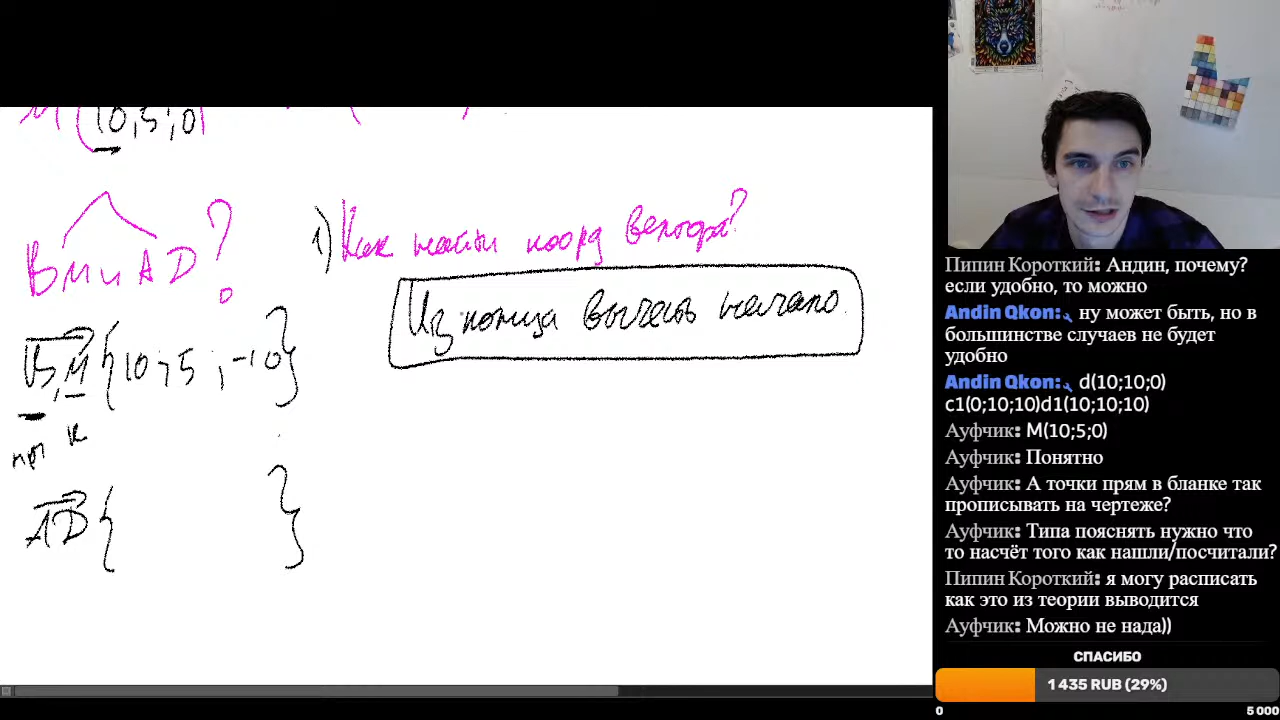 M(10;5;0)
BM и AD?
1) Как найти коорд вектора?
Из конца вычесть начало.
B₁M {10;5;-10}
к
AD { }
Пипин Короткий: Андин, почему?
если удобно, то можно
Andin Qkon: ну может быть, но в
большинстве случаев не будет
удобно
Andin Qkon: d(10;10;0)
c1(0;10;10)d1(10;10;10)
Ауфчик: M(10;5;0)
Ауфчик: Понятно
Ауфчик: А точки прям в бланке так
прописывать на чертеже?
Ауфчик: Типа пояснять нужно что
то насчёт того как нашли/посчитали?
Пипин Короткий: я могу расписать
как это из теории выводится
Ауфчик: Можно не нада))
СПАСИБО
1 435 RUB (29%)
0 5 000